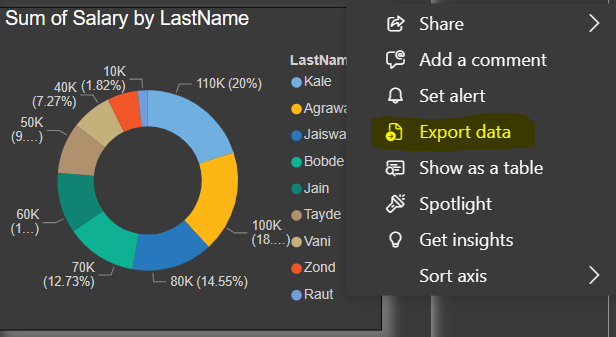 Sum of Salary by LastName
10K
(1.82%)
40K
(7.27%)
50K
(9....)
60K
(1...)
70K
(12.73%)
80K (14.55%)
100K
(18....)
110K (20%)
LastNam
Kale
Agrawa
Jaiswa
Bobde
Jain
Tayde
Vani
Zond
Raut
Share
Add a comment
Set alert
Export data
Show as a table
Spotlight
Get insights
Sort axis